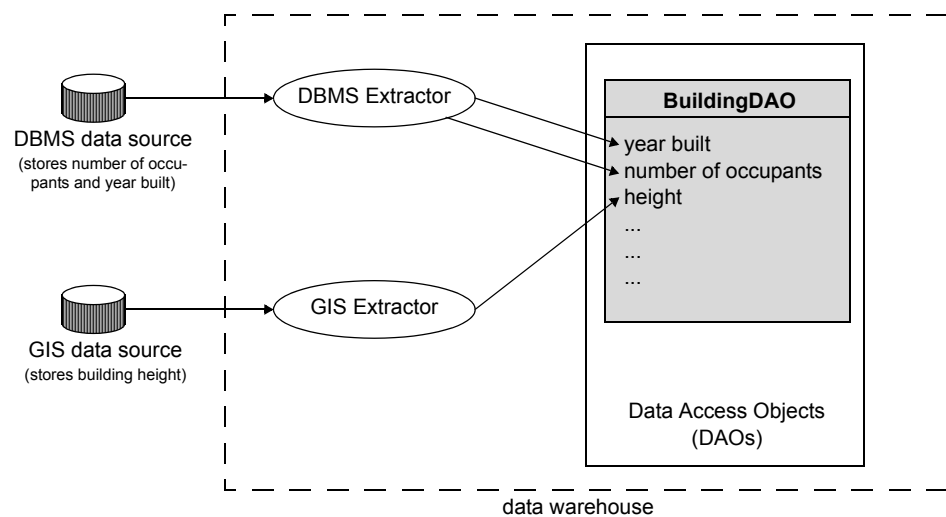 DBMS data source
(stores number of occu-
pants and year built)
DBMS Extractor
GIS data source
(stores building height)
GIS Extractor
BuildingDAO
year built
number of occupants
height
...
...
...
Data Access Objects
(DAOs)
data warehouse